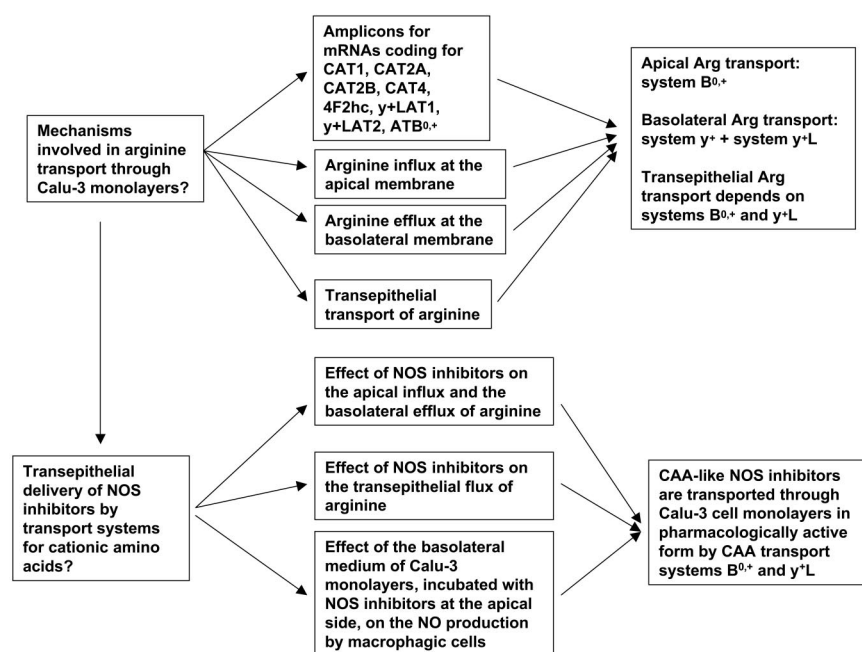 Mechanisms
involved in arginine
transport through
Calu-3 monolayers?
Amplicons for
mRNAs coding for
CAT1, CAT2A,
CAT2B, CAT4,
4F2hc, y+LAT1,
y+LAT2, ATB⁰,⁺
Arginine influx at the
apical membrane
Arginine efflux at the
basolateral membrane
Transepithelial
transport of arginine
Apical Arg transport:
system B⁰,⁺
Basolateral Arg transport:
system y⁺ + system y⁺L
Transepithelial Arg
transport depends on
systems B⁰,⁺ and y⁺L
Transepithelial
delivery of NOS
inhibitors by
transport systems
for cationic amino
acids?
Effect of NOS inhibitors on
the apical influx and the
basolateral efflux of arginine
Effect of NOS inhibitors on
the transepithelial flux of
arginine
Effect of the basolateral
medium of Calu-3
monolayers, incubated with
NOS inhibitors at the apical
side, on the NO production
by macrophagic cells
CAA-like NOS inhibitors
are transported through
Calu-3 cell monolayers in
pharmacologically active
form by CAA transport
systems B⁰,⁺ and y⁺L